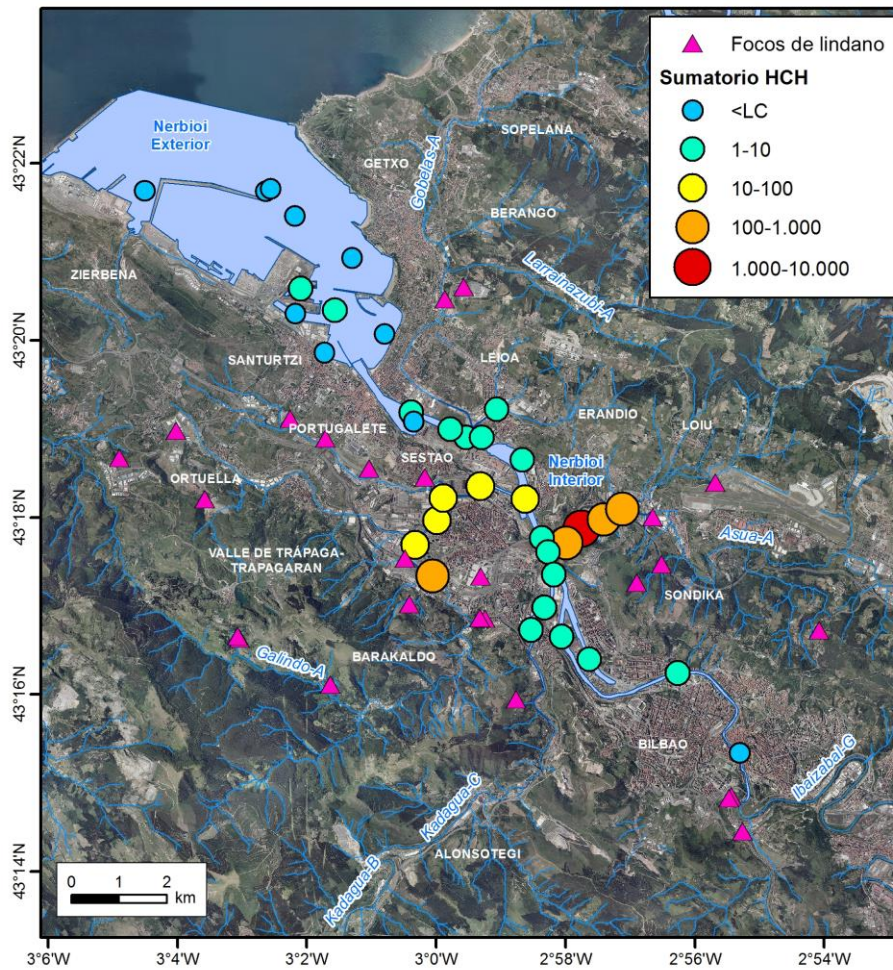 Focos de lindano
Sumatorio HCH
<LC
1-10
10-100
100-1.000
1.000-10.000
Nerbioi
Exterior
SOPELANA
GETXO
Gobelas-A
BERANGO
Larrainazubi-A
ZIERBENA
SANTURTZI
LEIOA
ERANDIO
LOIU
PORTUGALETE
SESTAO
Nerbioi
Interior
ORTUELLA
Asua-A
VALLE DE TRÁPAGA-
TRAPAGARAN
SONDIKA
Galindo-A
BARAKALDO
BILBAO
Ibaizabal-G
Kadagua-C
ALONSOTEGI
Kadagua-B
0 1 2
km
43°22'N
43°20'N
43°18'N
43°16'N
43°14'N
3°6'W 3°4'W 3°2'W 3°0'W 2°58'W 2°56'W 2°54'W